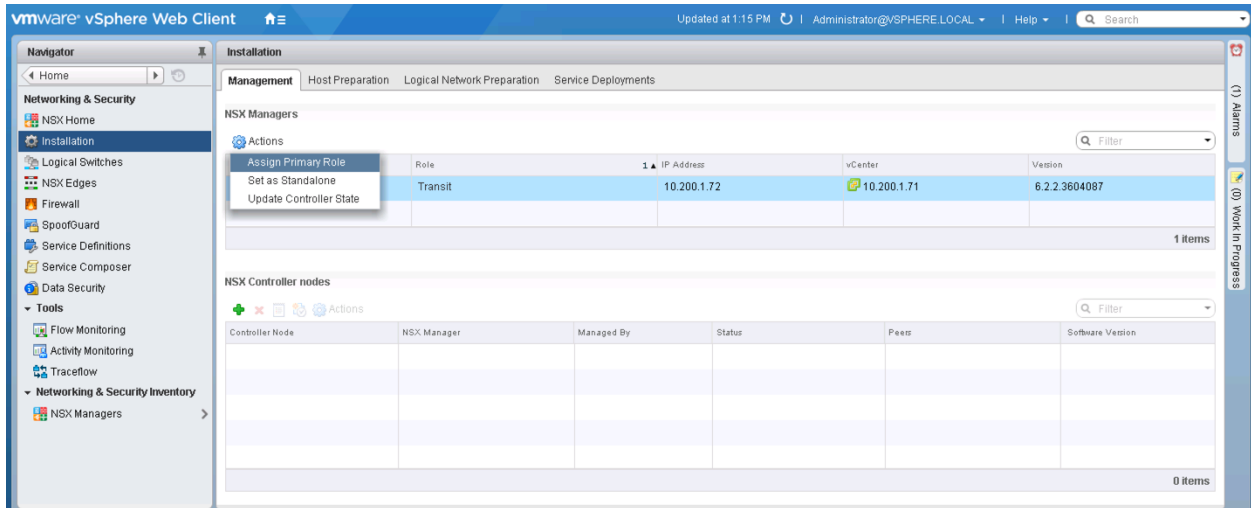 vmware® vSphere Web Client
Updated at 1:15 PM | Administrator@VSPHERE.LOCAL | Help | Search
Navigator
Home
Networking & Security
NSX Home
Installation
Logical Switches
NSX Edges
Firewall
SpoofGuard
Service Definitions
Service Composer
Data Security
Tools
Flow Monitoring
Activity Monitoring
Traceflow
Networking & Security Inventory
NSX Managers
Installation
Management Host Preparation Logical Network Preparation Service Deployments
NSX Managers
Actions
Filter
Assign Primary Role
Set as Standalone
Update Controller State
Role 1 IP Address vCenter Version
Transit 10.200.1.72 10.200.1.71 6.2.2.3604087
1 items
NSX Controller nodes
Actions
Filter
Controller Node NSX Manager Managed By Status Peers Software Version
0 items
(1) Alarms
(0) Work In Progress